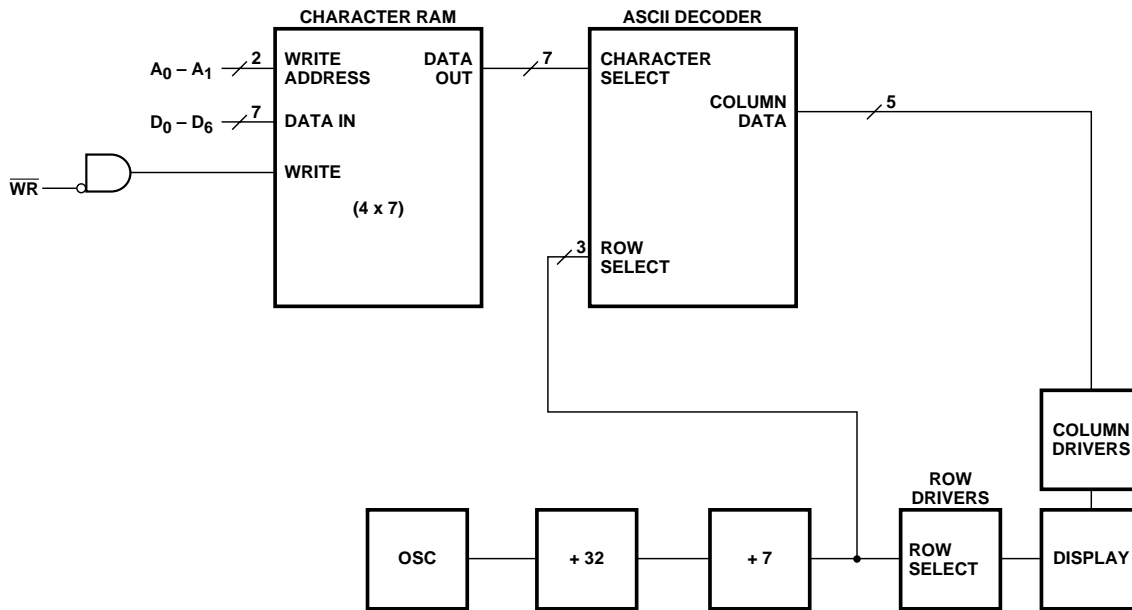 CHARACTER RAM
ASCII DECODER
A0 – A1
2
WRITE
ADDRESS
DATA
OUT
7
CHARACTER
SELECT
COLUMN
DATA
5
D0 – D6
7
DATA IN
W̅R̅
WRITE
(4 x 7)
3
ROW
SELECT
COLUMN
DRIVERS
ROW
DRIVERS
OSC
+ 32
+ 7
ROW
SELECT
DISPLAY